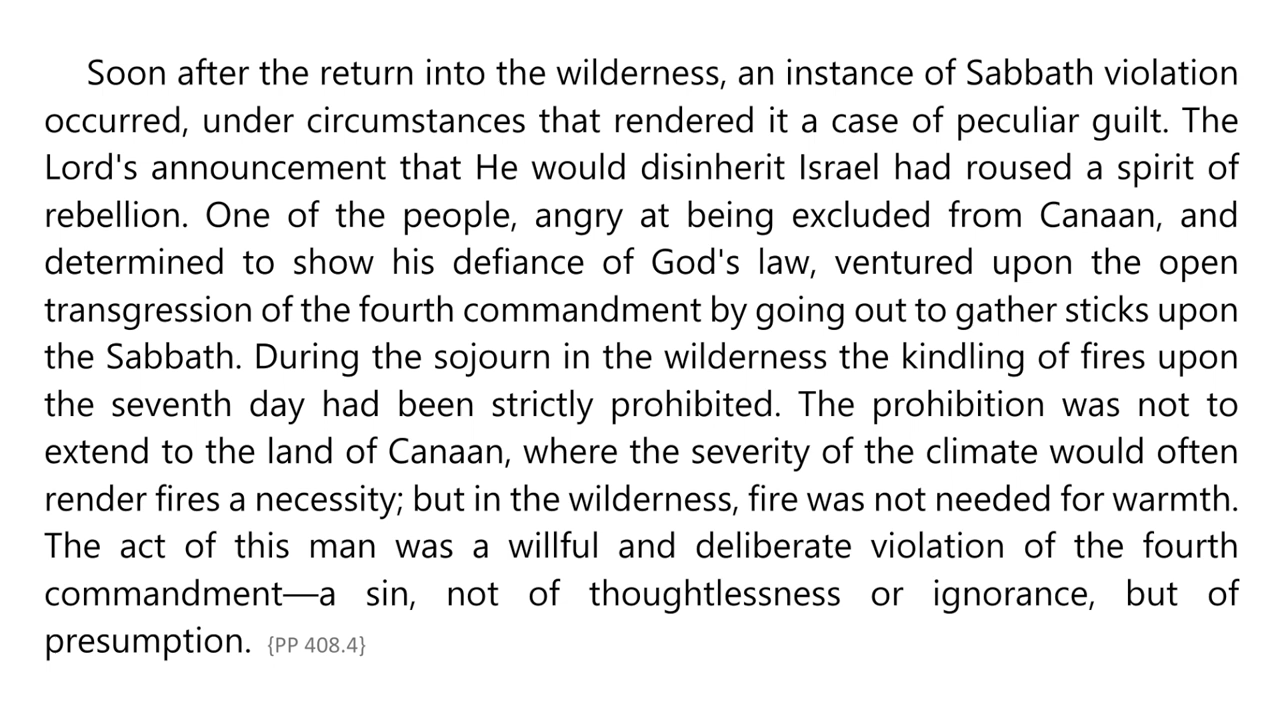 Soon after the return into the wilderness, an instance of Sabbath violation
occurred, under circumstances that rendered it a case of peculiar guilt. The
Lord's announcement that He would disinherit Israel had roused a spirit of
rebellion. One of the people, angry at being excluded from Canaan, and
determined to show his defiance of God's law, ventured upon the open
transgression of the fourth commandment by going out to gather sticks upon
the Sabbath. During the sojourn in the wilderness the kindling of fires upon
the seventh day had been strictly prohibited. The prohibition was not to
extend to the land of Canaan, where the severity of the climate would often
render fires a necessity; but in the wilderness, fire was not needed for warmth.
The act of this man was a willful and deliberate violation of the fourth
commandment—a sin, not of thoughtlessness or ignorance, but of
presumption. {PP 408.4}